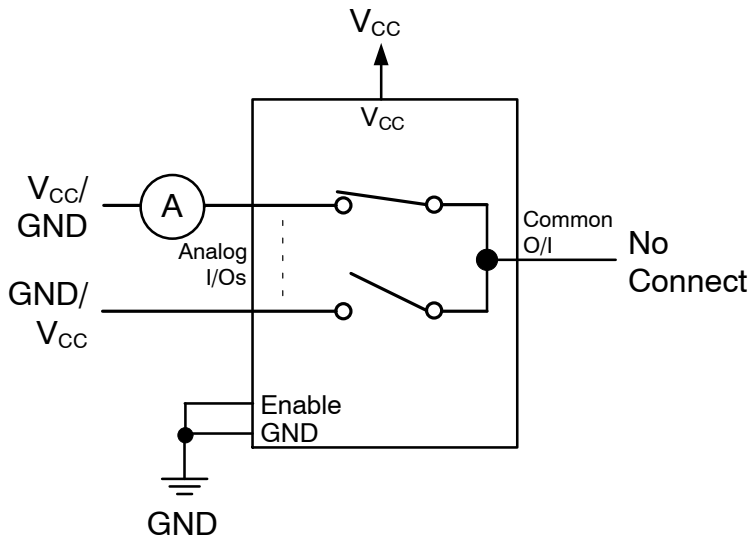 VCC
VCC
VCC/
GND
A
Analog
I/Os
Common
O/I
No
Connect
GND/
VCC
Enable
GND
GND